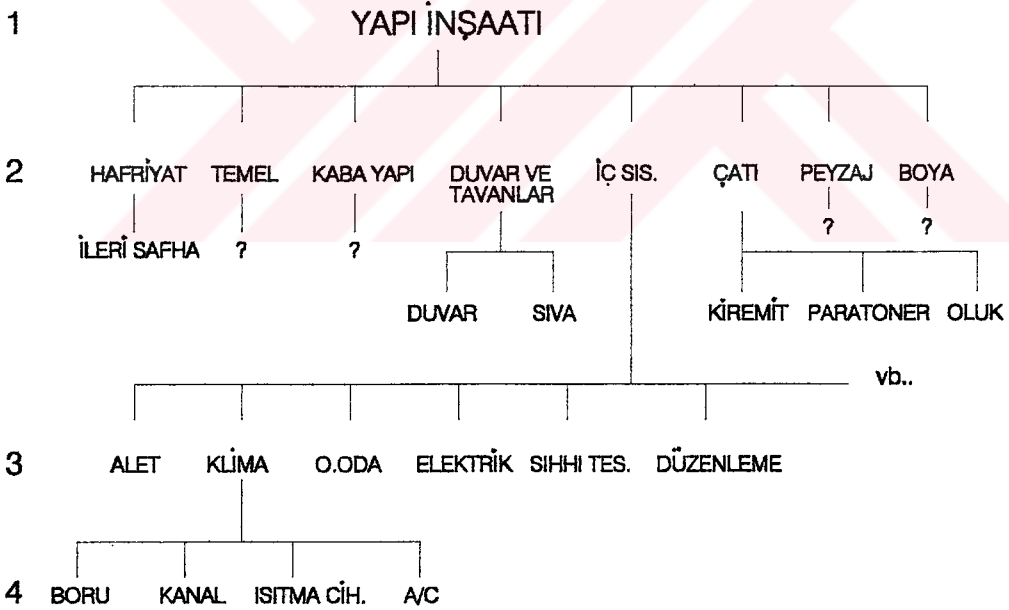 1 YAPI İNŞAATI
2 HAFRİYAT TEMEL KABA YAPI DUVAR VE TAVANLAR İÇ SIS. ÇATI PEYZAJ BOYA
İLERİ SAFHA ? ? ? ?
DUVAR SIVA KİREMİT PARATONER OLUK
vb..
3 ALET KLİMA O.ODA ELEKTRİK SIHHI TES. DÜZENLEME
4 BORU KANAL ISITMA CİH. A/C